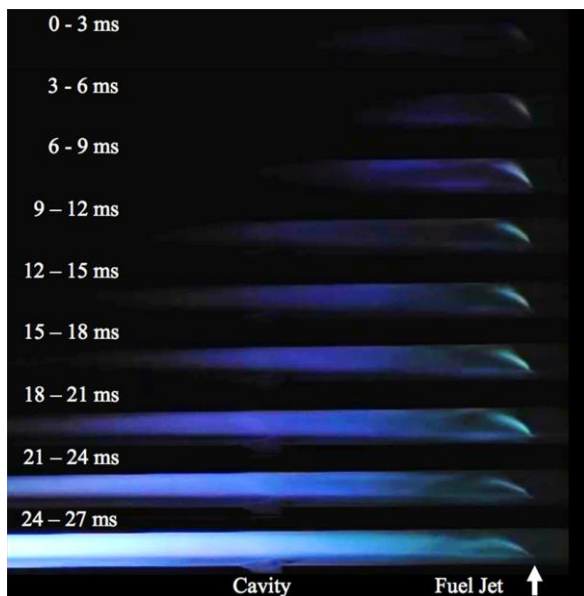 0 - 3 ms
3 - 6 ms
6 - 9 ms
9 – 12 ms
12 – 15 ms
15 – 18 ms
18 – 21 ms
21 – 24 ms
24 – 27 ms
Cavity Fuel Jet